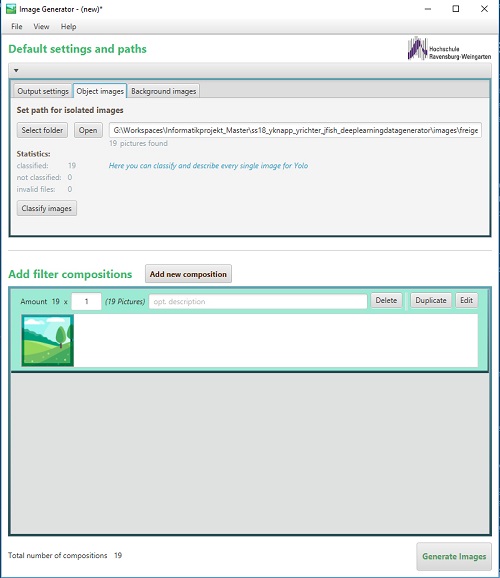 Image Generator - (new)*
File View Help
Default settings and paths
Hochschule
Ravensburg-Weingarten
Output settings Object images Background images
Set path for isolated images
Select folder Open G:\Workspaces\Informatikprojekt_Master\ss18_yknapp_yrichter_jfish_deeplearningdatagenerator\images\freige
19 pictures found
Statistics:
classified: 19 Here you can classify and describe every single image for Yolo
not classified: 0
invalid files: 0
Classify images
Add filter compositions Add new composition
Amount 19 x 1 (19 Pictures) opt. description Delete Duplicate Edit
Total number of compositions 19 Generate Images